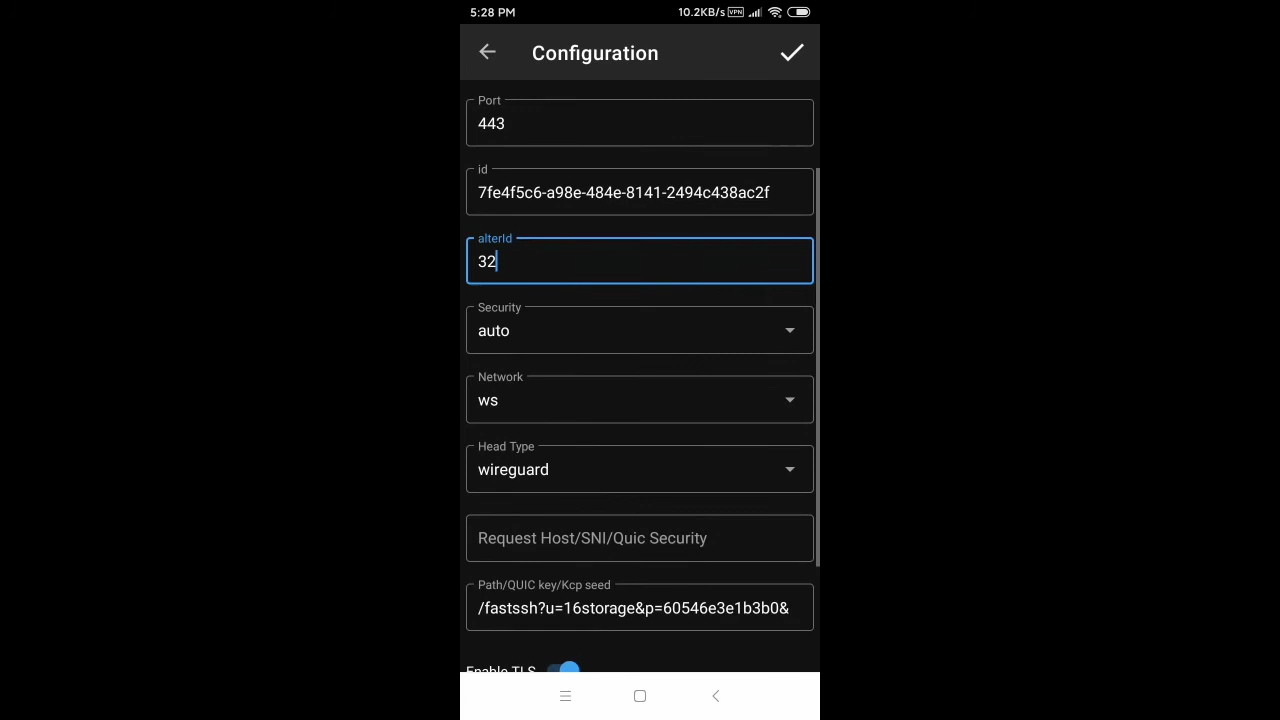 5:28 PM 10.2KB/s VPN
Configuration
Port
443
id
7fe4f5c6-a98e-484e-8141-2494c438ac2f
alterId
32
Security
auto
Network
ws
Head Type
wireguard
Request Host/SNI/Quic Security
Path/QUIC key/Kcp seed
/fastssh?u=16storage&p=60546e3e1b3b0&
Enable TLS